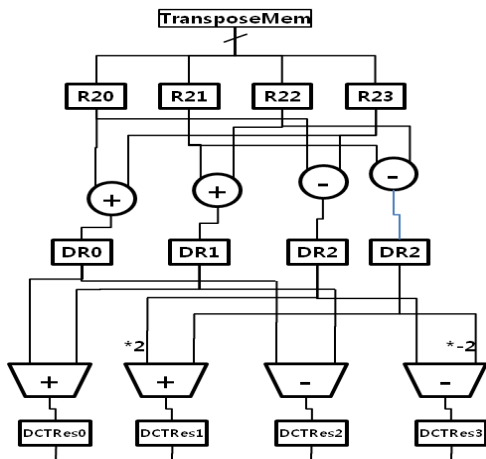 TransposeMem
R20 R21 R22 R23
+ + - -
DR0 DR1 DR2 DR2
*2 *-2
+ + - -
DCTRes0 DCTRes1 DCTRes2 DCTRes3